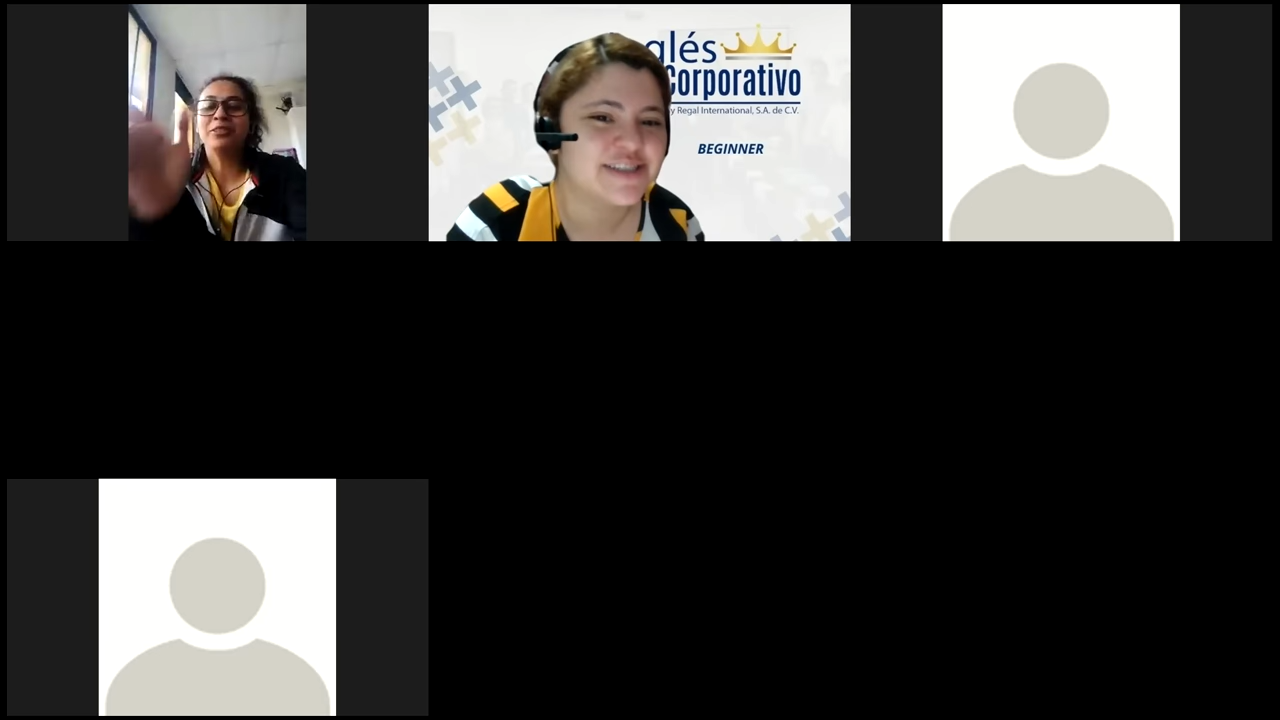 glés
Corporativo
y Regal International, S.A. de C.V.
BEGINNER